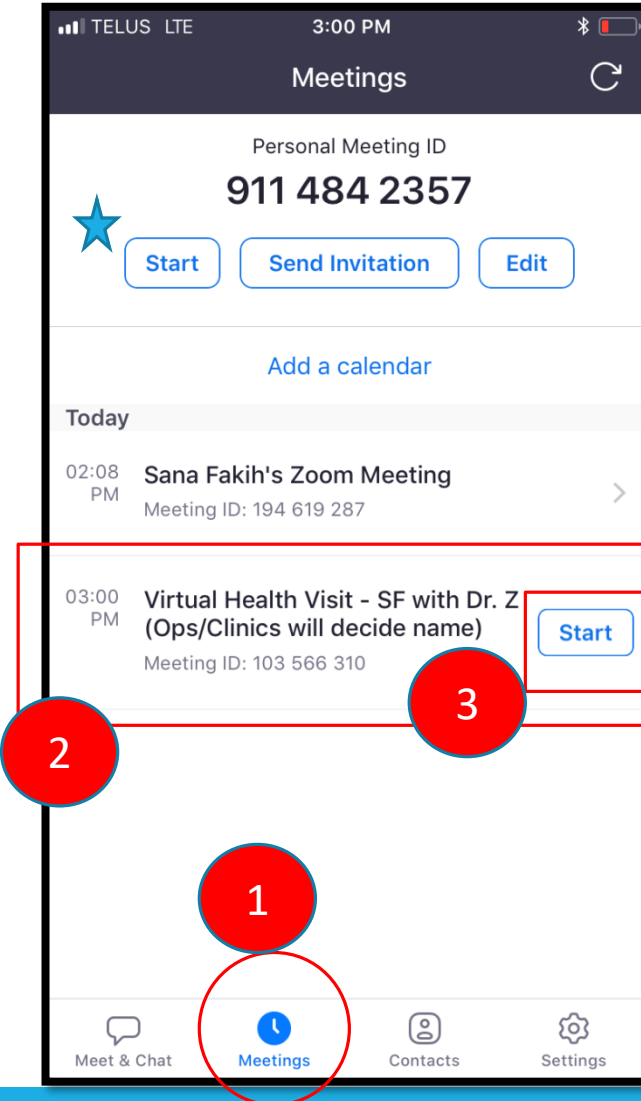 TELUS LTE 3:00 PM
Meetings
Personal Meeting ID
911 484 2357
Start Send Invitation Edit
Add a calendar
Today
02:08 PM
Sana Fakih's Zoom Meeting
Meeting ID: 194 619 287
03:00 PM
Virtual Health Visit - SF with Dr. Z
(Ops/Clinics will decide name)
Meeting ID: 103 566 310
Start
3
2
1
Meet & Chat Meetings Contacts Settings